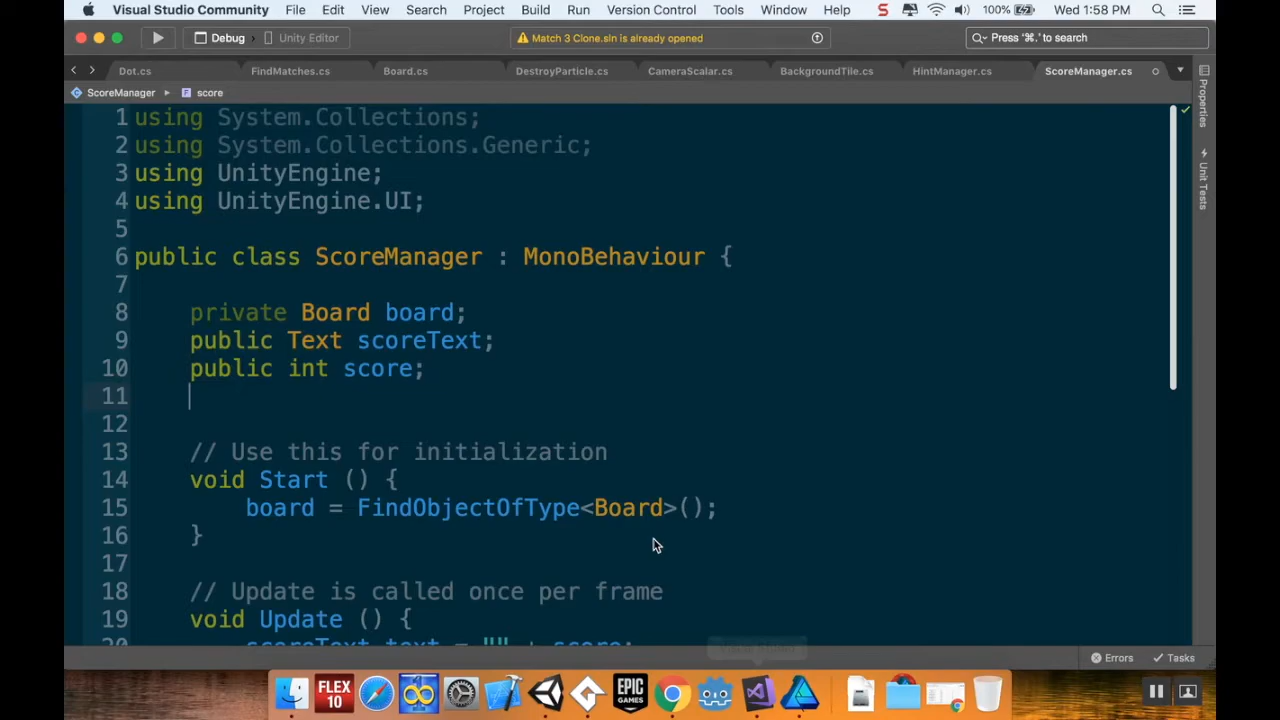 Visual Studio Community File Edit View Search Project Build Run Version Control Tools Window Help 100% Wed 1:58 PM
Debug Unity Editor Match 3 Clone.sln is already opened Press '⌘.' to search
Dot.cs FindMatches.cs Board.cs DestroyParticle.cs CameraScalar.cs BackgroundTile.cs HintManager.cs ScoreManager.cs
ScoreManager score
Properties
Unit Tests
1 using System.Collections;
2 using System.Collections.Generic;
3 using UnityEngine;
4 using UnityEngine.UI;
5
6 public class ScoreManager : MonoBehaviour {
7
8 private Board board;
9 public Text scoreText;
10 public int score;
11
12
13 // Use this for initialization
14 void Start () {
15 board = FindObjectOfType<Board>();
16 }
17
18 // Update is called once per frame
19 void Update () {
20 scoreText.text = "" + score;
Errors Tasks
FLEX 10 EPIC GAMES